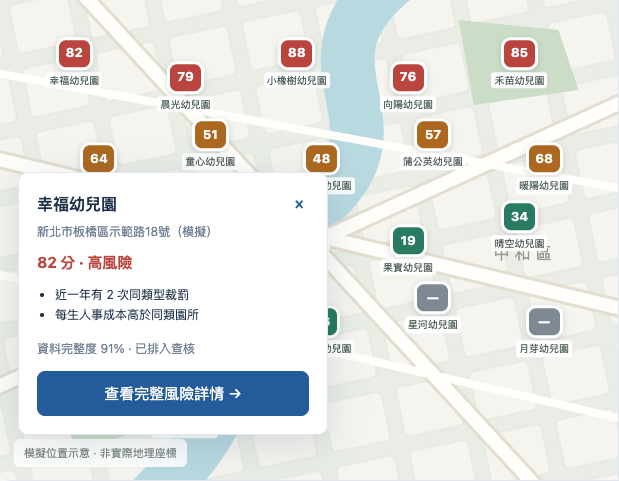 82
幸福幼兒園
79
晨光幼兒園
88
小橡樹幼兒園
76
向陽幼兒園
85
禾苗幼兒園
51
童心幼兒園
57
蒲公英幼兒園
64
48
幼兒園
68
暖陽幼兒園
幸福幼兒園
×
新北市板橋區示範路18號（模擬）
82 分 · 高風險
• 近一年有 2 次同類型裁罰
• 每生人事成本高於同類園所
資料完整度 91% · 已排入查核
查看完整風險詳情 →
34
晴空幼兒園
中和區
19
果實幼兒園
—
星河幼兒園
幼兒園
—
月芽幼兒園
模擬位置示意 · 非實際地理座標